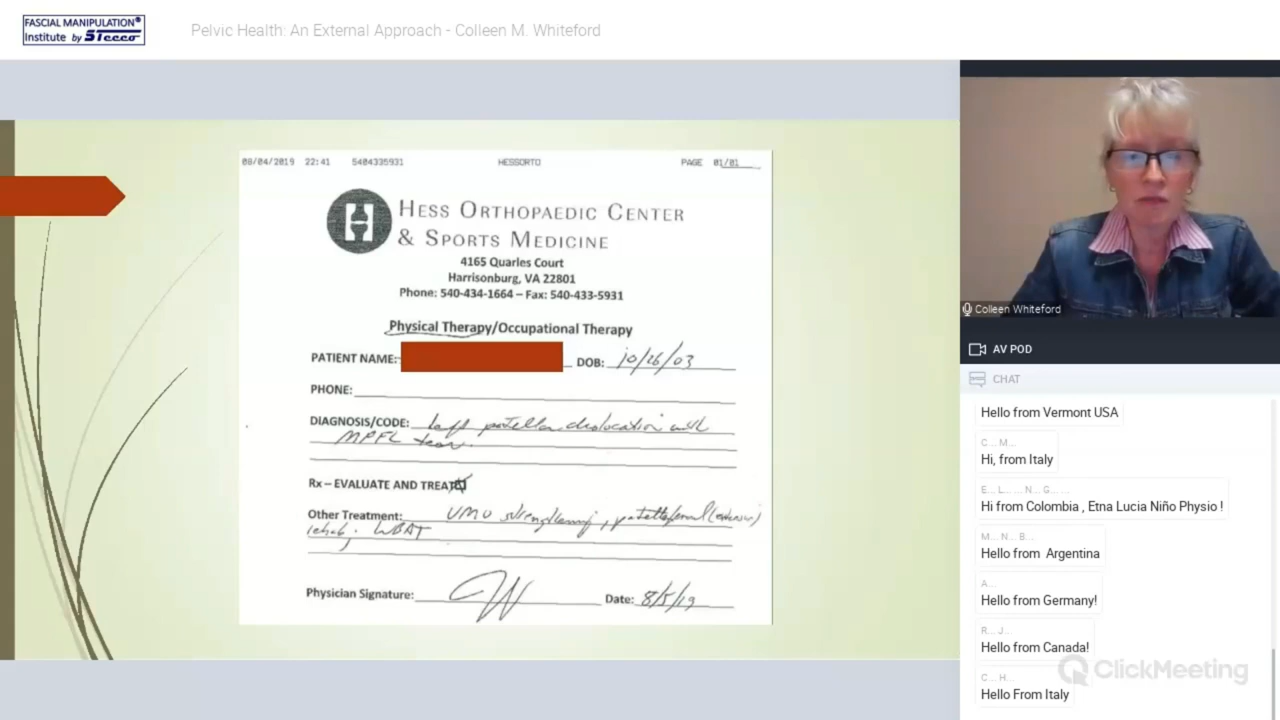 FASCIAL MANIPULATION®
Institute by Stecco
Pelvic Health: An External Approach - Colleen M. Whiteford
08/04/2019 22:41 5404335931 HESSORTO PAGE 01/01
HESS ORTHOPAEDIC CENTER
& SPORTS MEDICINE
4165 Quarles Court
Harrisonburg, VA 22801
Phone: 540-434-1664 – Fax: 540-433-5931
Physical Therapy/Occupational Therapy
PATIENT NAME: DOB: 10/26/03
PHONE:
DIAGNOSIS/CODE: left patellar dislocation with
MPFL tear.
Rx – EVALUATE AND TREAT
Other Treatment: VMO strengthening, patellofemoral
rehab. WBAT
Physician Signature: Date: 8/5/19
Colleen Whiteford
AV POD
CHAT
Hello from Vermont USA
C... M...
Hi, from Italy
E... L... ... N... G...
Hi from Colombia , Etna Lucia Niño Physio !
M... N... B...
Hello from Argentina
A...
Hello from Germany!
R... J...
Hello from Canada!
C... H...
Hello From Italy
ClickMeeting